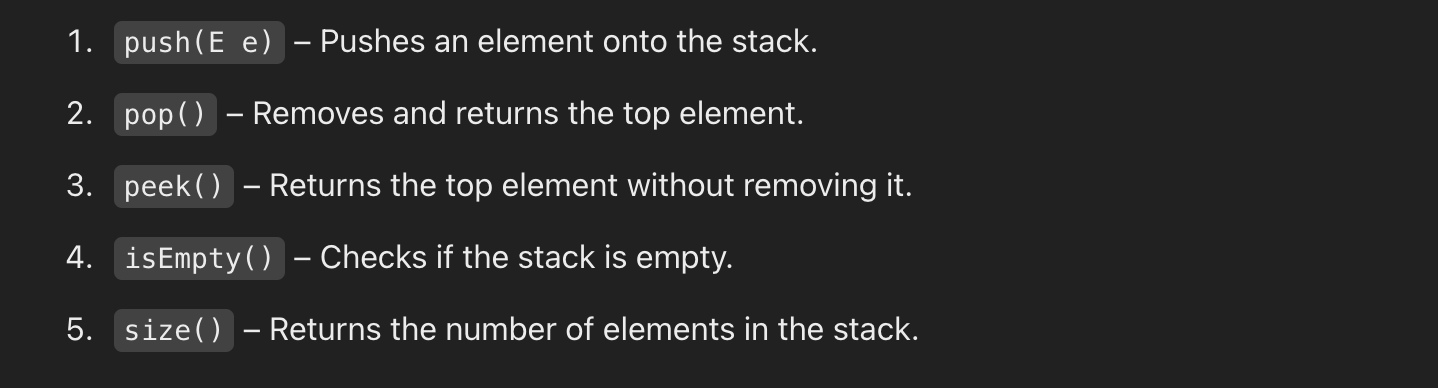 1. push(E e) – Pushes an element onto the stack.
2. pop() – Removes and returns the top element.
3. peek() – Returns the top element without removing it.
4. isEmpty() – Checks if the stack is empty.
5. size() – Returns the number of elements in the stack.